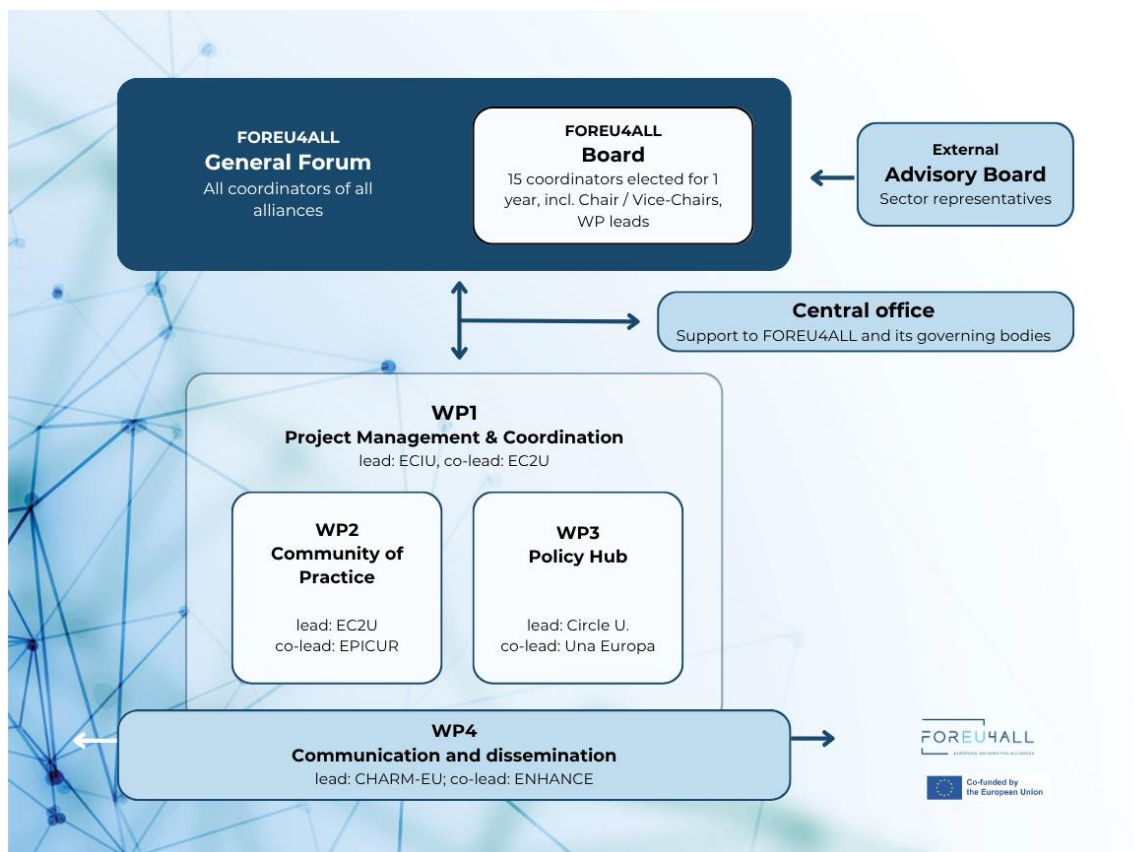 FOREU4ALL
General Forum
All coordinators of all
alliances
FOREU4ALL
Board
15 coordinators elected for 1
year, incl. Chair / Vice-Chairs,
WP leads
External
Advisory Board
Sector representatives
Central office
Support to FOREU4ALL and its governing bodies
WP1
Project Management & Coordination
lead: ECIU, co-lead: EC2U
WP2
Community of
Practice
lead: EC2U
co-lead: EPICUR
WP3
Policy Hub
lead: Circle U.
co-lead: Una Europa
WP4
Communication and dissemination
lead: CHARM-EU; co-lead: ENHANCE
FOREU4ALL
EUROPEAN UNIVERSITIES ALLIANCES
Co-funded by
the European Union